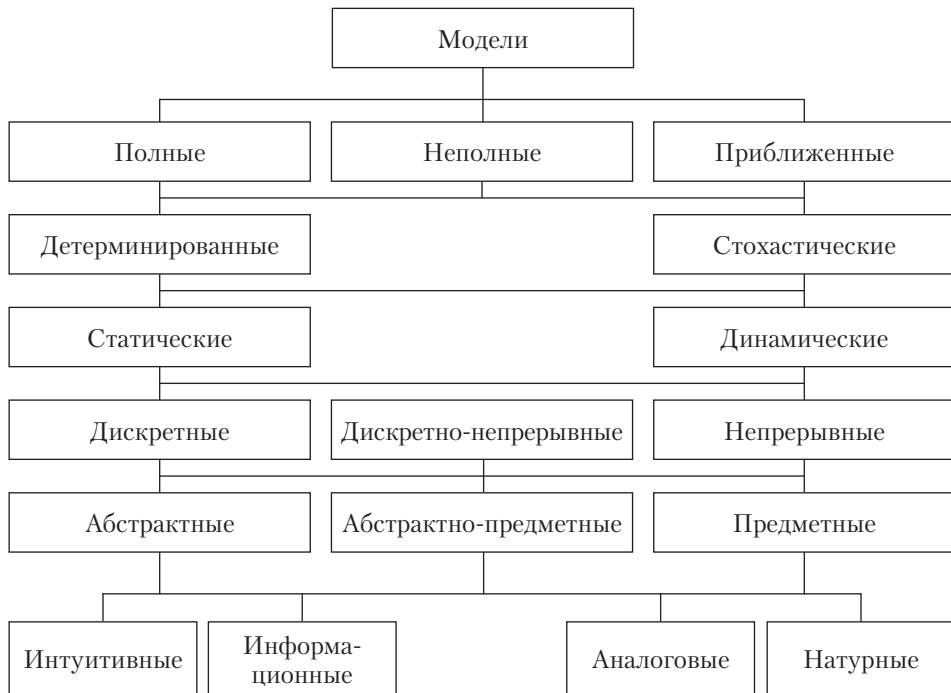 Модели
Полные
Неполные
Приближенные
Детерминированные
Стохастические
Статические
Динамические
Дискретные
Дискретно-непрерывные
Непрерывные
Абстрактные
Абстрактно-предметные
Предметные
Интуитивные
Информа-
ционные
Аналоговые
Натурные